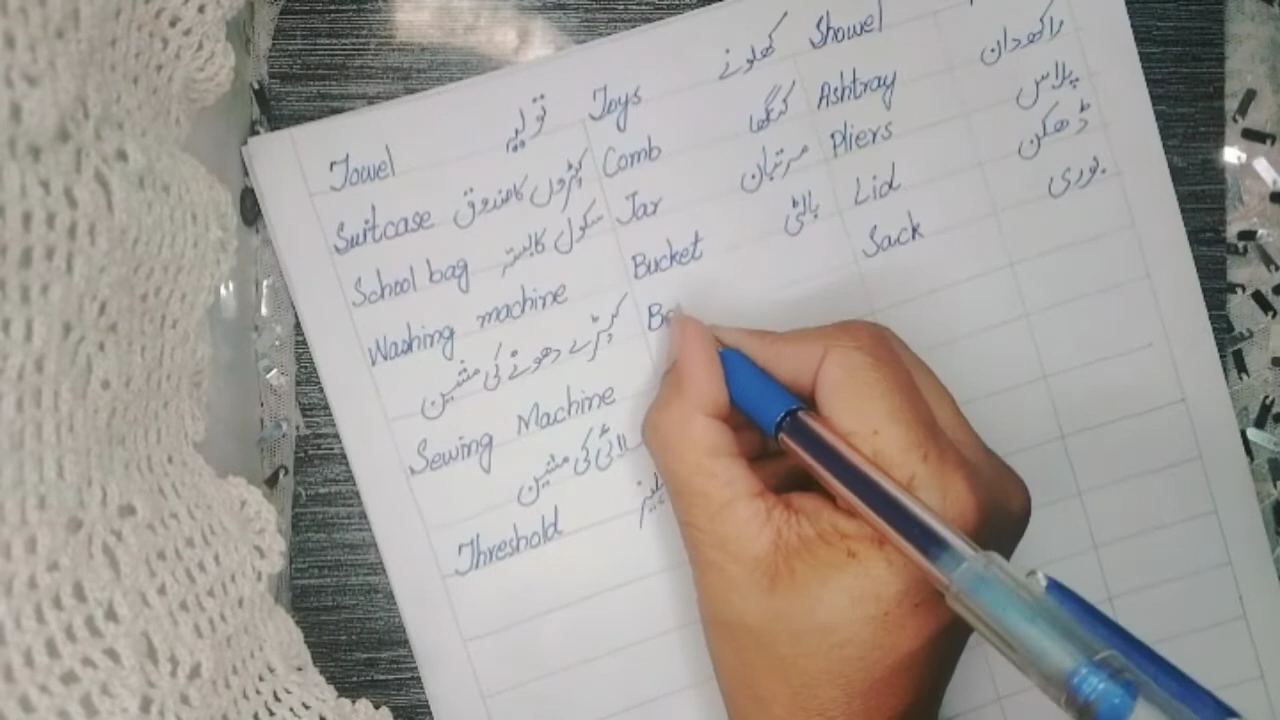 Towel تولیہ Toys کھلونے Showel
Suitcase کپڑوں کا صندوق Comb کنگھا Ashtray راکھدان
School bag سکول کا بستہ Jar مرتبان Pliers پلاس
Washing machine Bucket بالٹی Lid ڈھکن
کپڑے دھونے کی مشین Sack بوری
Sewing Machine
سلائی کی مشین
Threshold